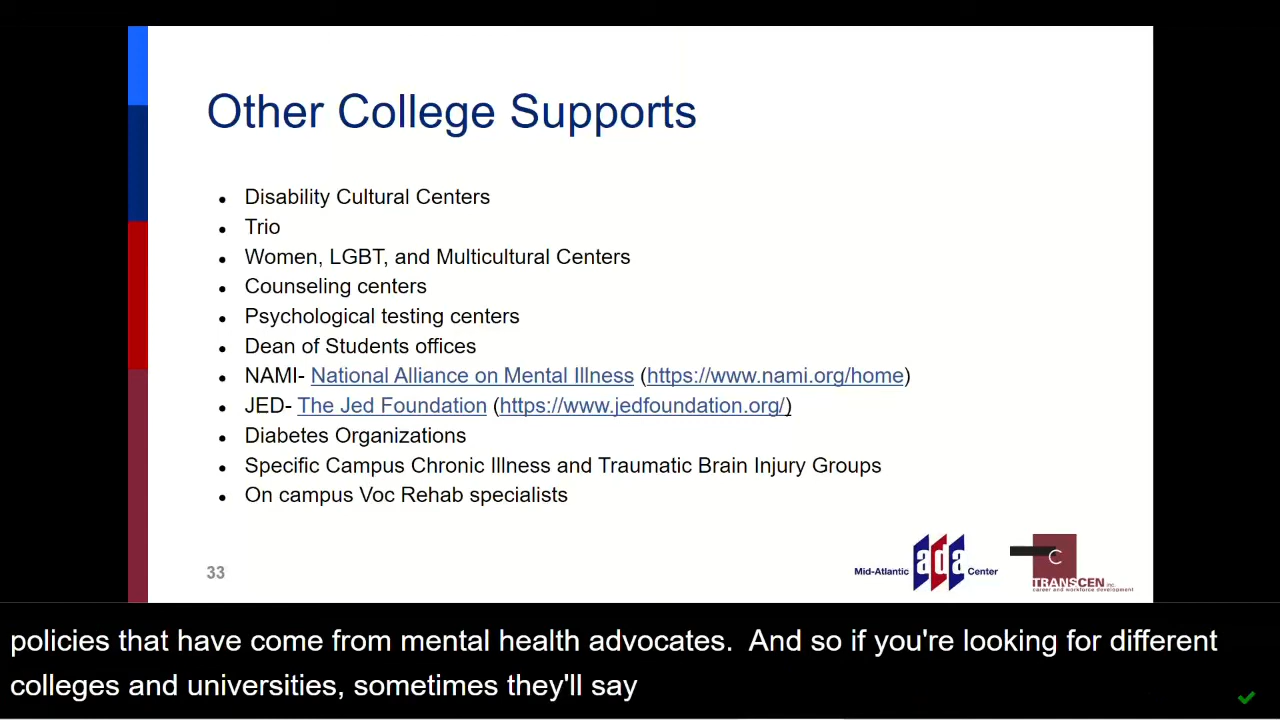 Other College Supports
• Disability Cultural Centers
• Trio
• Women, LGBT, and Multicultural Centers
• Counseling centers
• Psychological testing centers
• Dean of Students offices
• NAMI- National Alliance on Mental Illness (https://www.nami.org/home)
• JED- The Jed Foundation (https://www.jedfoundation.org/)
• Diabetes Organizations
• Specific Campus Chronic Illness and Traumatic Brain Injury Groups
• On campus Voc Rehab specialists
33
Mid-Atlantic ada Center
C
TRANSCEN inc.
career and workforce development
policies that have come from mental health advocates.  And so if you're looking for different
colleges and universities, sometimes they'll say